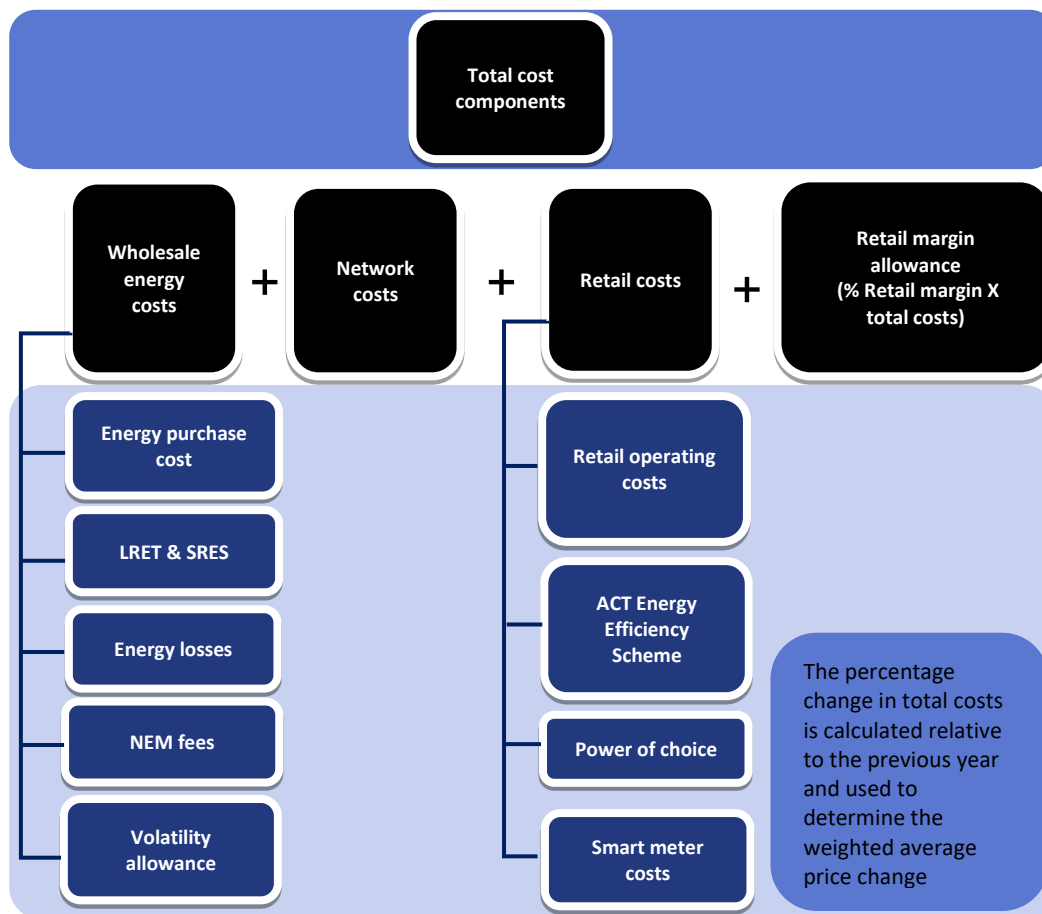 Total cost
components
Wholesale
energy
costs
+
Network
costs
+
Retail costs
+
Retail margin
allowance
(% Retail margin X
total costs)
Energy purchase
cost
LRET & SRES
Energy losses
NEM fees
Volatility
allowance
Retail operating
costs
ACT Energy
Efficiency
Scheme
Power of choice
Smart meter
costs
The percentage
change in total costs
is calculated relative
to the previous year
and used to
determine the
weighted average
price change